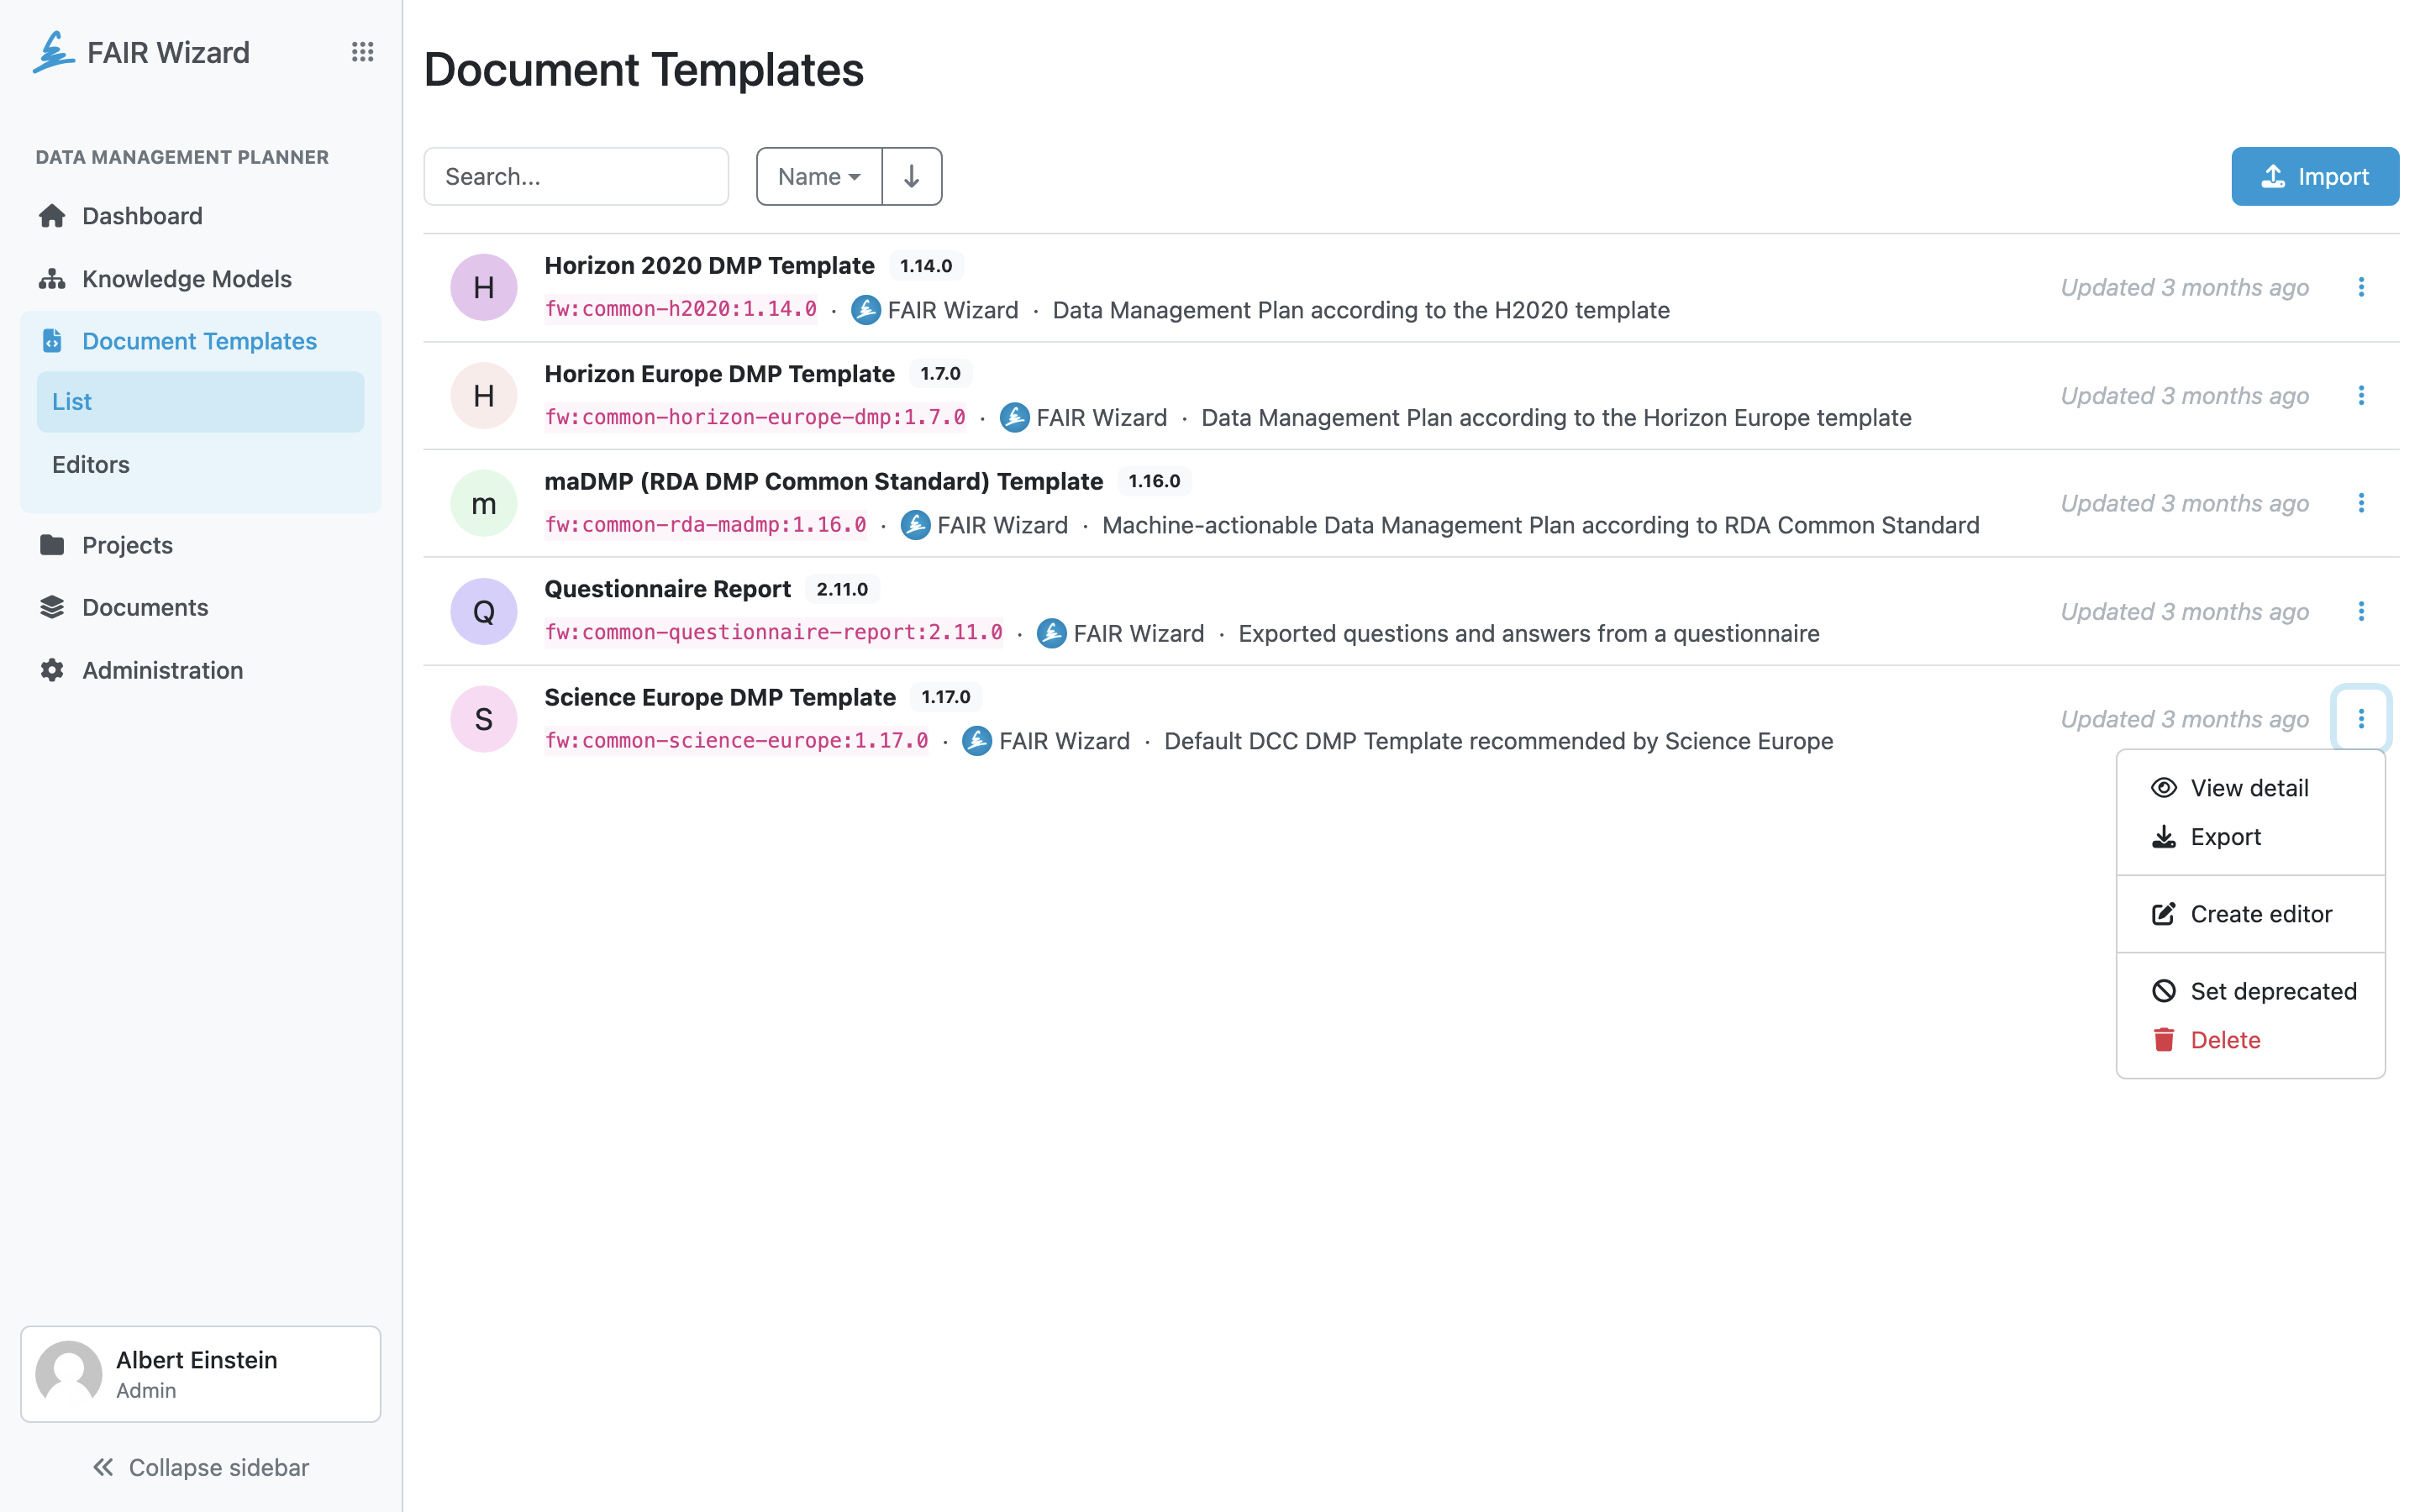 FAIR Wizard
DATA MANAGEMENT PLANNER
Dashboard
Knowledge Models
Document Templates
List
Editors
Projects
Documents
Administration
Albert Einstein
Admin
Collapse sidebar
Document Templates
Search...
Name
Import
H
Horizon 2020 DMP Template 1.14.0
fw:common-h2020:1.14.0 · FAIR Wizard · Data Management Plan according to the H2020 template
Updated 3 months ago
H
Horizon Europe DMP Template 1.7.0
fw:common-horizon-europe-dmp:1.7.0 · FAIR Wizard · Data Management Plan according to the Horizon Europe template
Updated 3 months ago
m
maDMP (RDA DMP Common Standard) Template 1.16.0
fw:common-rda-madmp:1.16.0 · FAIR Wizard · Machine-actionable Data Management Plan according to RDA Common Standard
Updated 3 months ago
Q
Questionnaire Report 2.11.0
fw:common-questionnaire-report:2.11.0 · FAIR Wizard · Exported questions and answers from a questionnaire
Updated 3 months ago
S
Science Europe DMP Template 1.17.0
fw:common-science-europe:1.17.0 · FAIR Wizard · Default DCC DMP Template recommended by Science Europe
Updated 3 months ago
View detail
Export
Create editor
Set deprecated
Delete